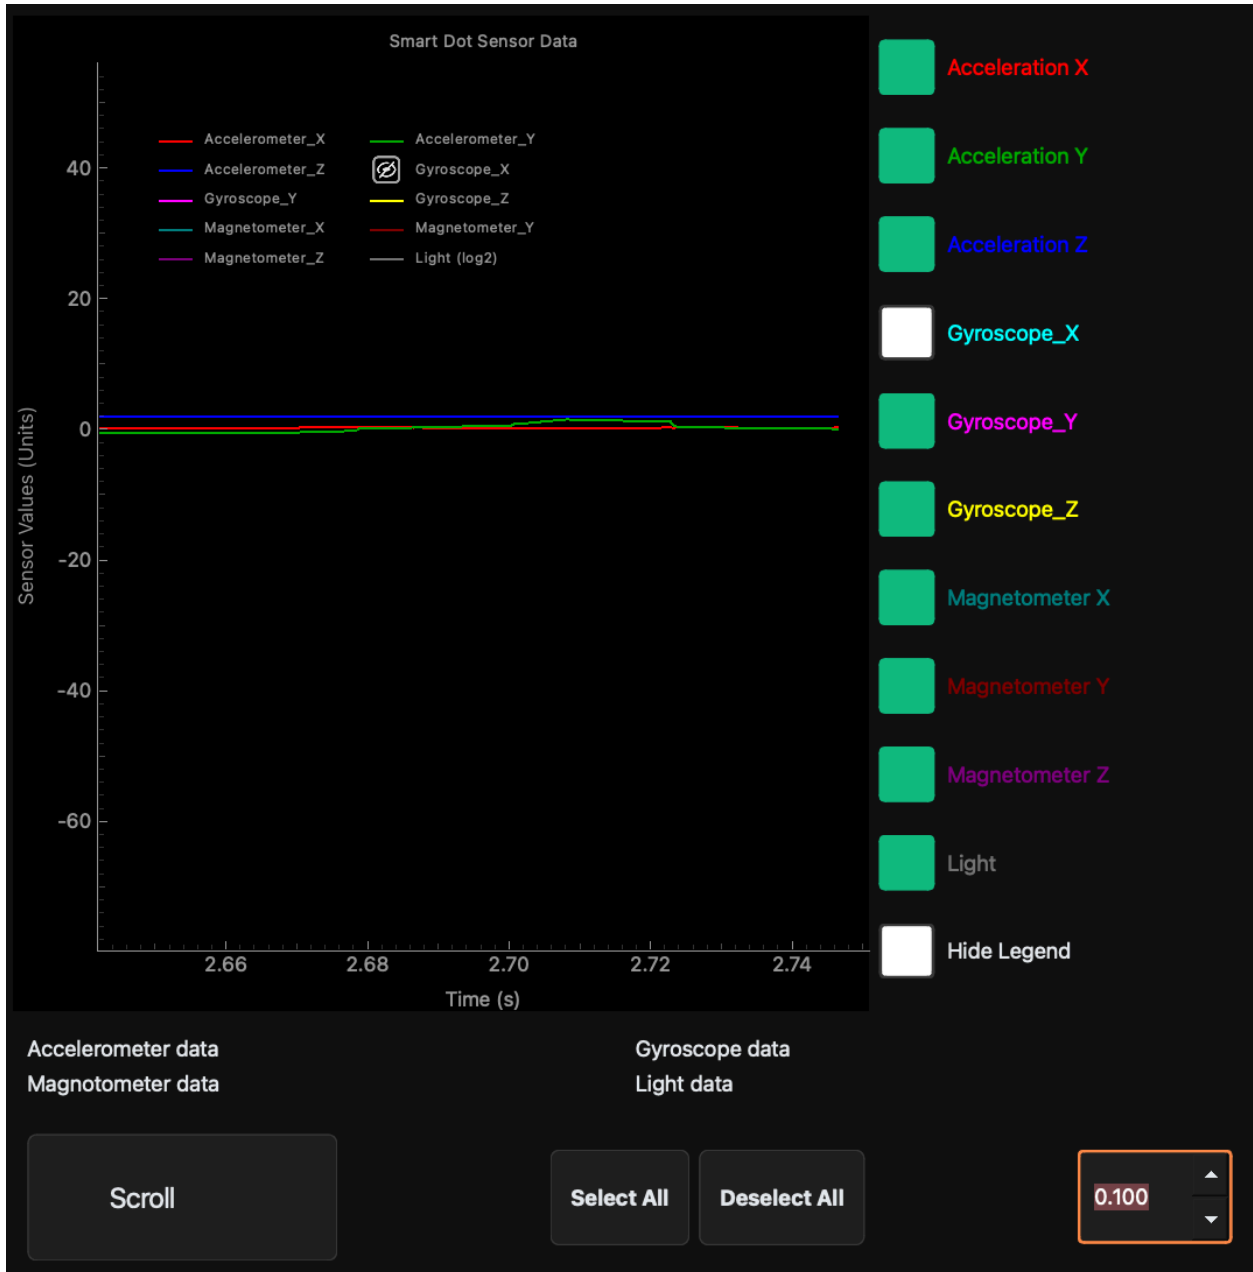 Smart Dot Sensor Data
Accelerometer_X Accelerometer_Y
Accelerometer_Z Gyroscope_X
Gyroscope_Y Gyroscope_Z
Magnetometer_X Magnetometer_Y
Magnetometer_Z Light (log2)
40
20
0
-20
-40
-60
Sensor Values (Units)
2.66 2.68 2.70 2.72 2.74
Time (s)
Acceleration X
Acceleration Y
Acceleration Z
Gyroscope_X
Gyroscope_Y
Gyroscope_Z
Magnetometer X
Magnetometer Y
Magnetometer Z
Light
Hide Legend
Accelerometer data Gyroscope data
Magnotometer data Light data
Scroll Select All Deselect All 0.100